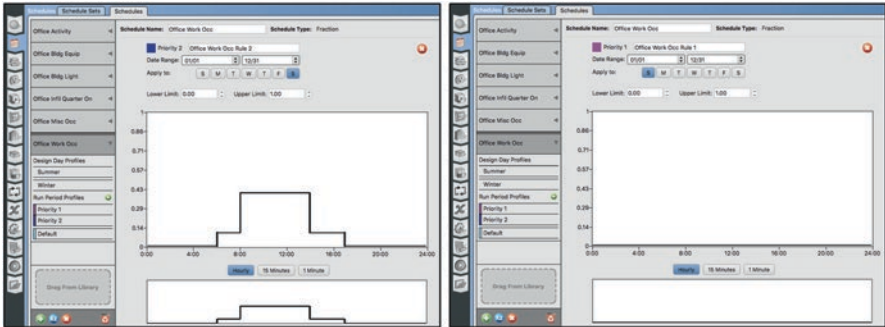 Schedules Schedule Sets Schedules
Office Activity
Office Bldg Equip
Office Bldg Light
Office Infil Quarter On
Office Misc Occ
Office Work Occ
Design Day Profiles
Summer
Winter
Run Period Profiles
Priority 1
Priority 2
Default
Drag From Library
Schedule Name: Office Work Occ Schedule Type: Fraction
Priority 2 Office Work Occ Rule 2
Date Range: 01/01 12/31
Apply to: S M T W T F S
Lower Limit: 0.00 Upper Limit: 1.00
1
0.86
0.71
0.57
0.43
0.29
0.14
0
0:00 4:00 8:00 12:00 16:00 20:00 24:00
Hourly 15 Minutes 1 Minute
Schedules Schedule Sets Schedules
Office Activity
Office Bldg Equip
Office Bldg Light
Office Infil Quarter On
Office Misc Occ
Office Work Occ
Design Day Profiles
Summer
Winter
Run Period Profiles
Priority 1
Priority 2
Default
Drag From Library
Schedule Name: Office Work Occ Schedule Type: Fraction
Priority 1 Office Work Occ Rule 1
Date Range: 01/01 12/31
Apply to: S M T W T F S
Lower Limit: 0.00 Upper Limit: 1.00
1
0.86
0.71
0.57
0.43
0.29
0.14
0
0:00 4:00 8:00 12:00 16:00 20:00 24:00
Hourly 15 Minutes 1 Minute